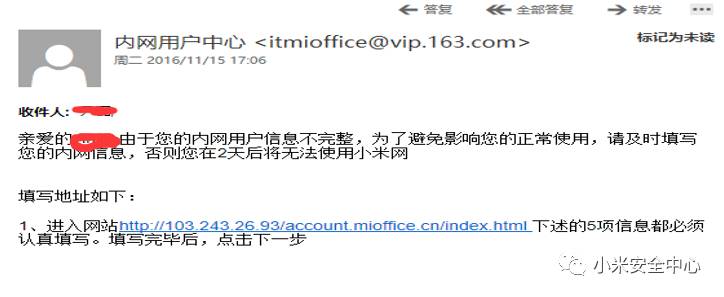 答复 全部答复 转发
内网用户中心 <itmioffice@vip.163.com>
标记为未读
周二 2016/11/15 17:06
收件人:
亲爱的 由于您的内网用户信息不完整，为了避免影响您的正常使用，请及时填写
您的内网信息，否则您在2天后将无法使用小米网
填写地址如下：
1、进入网站http://103.243.26.93/account.mioffice.cn/index.html 下述的5项信息都必须
认真填写。填写完毕后，点击下一步
小米安全中心